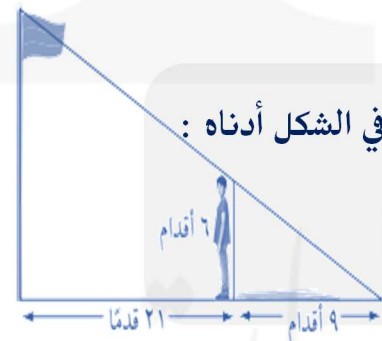 في الشكل أدناه :
٦ أقدام
٢١ قدمًا
٩ أقدام